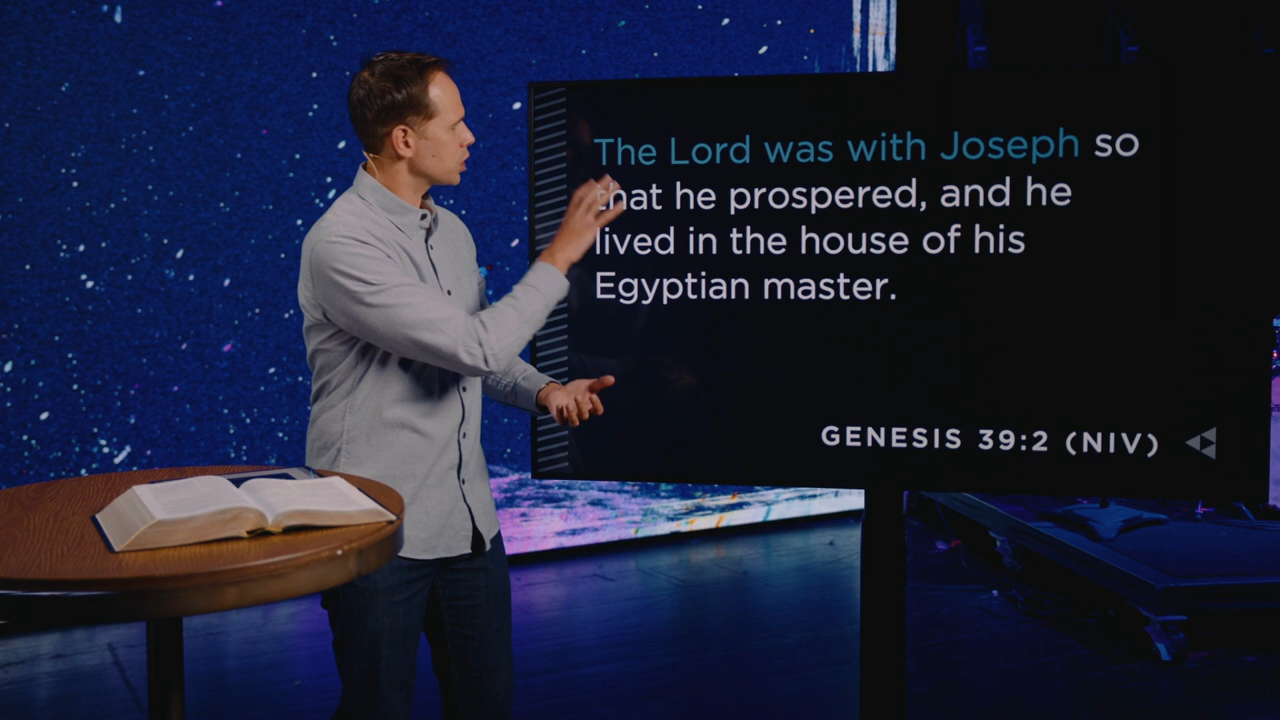 The Lord was with Joseph so
that he prospered, and he
lived in the house of his
Egyptian master.
GENESIS 39:2 (NIV)